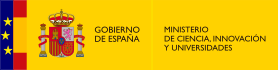 GOBIERNO
DE ESPAÑA
MINISTERIO
DE CIENCIA, INNOVACIÓN
Y UNIVERSIDADES